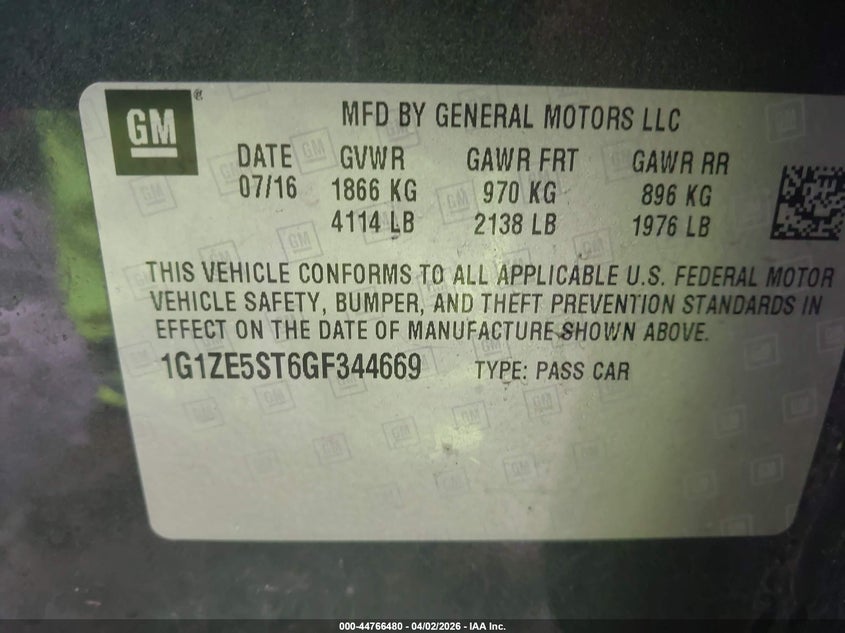 GM ®
MFD BY GENERAL MOTORS LLC
DATE GVWR GAWR FRT GAWR RR
07/16 1866 KG 970 KG 896 KG
4114 LB 2138 LB 1976 LB
THIS VEHICLE CONFORMS TO ALL APPLICABLE U.S. FEDERAL MOTOR
VEHICLE SAFETY, BUMPER, AND THEFT PREVENTION STANDARDS IN
EFFECT ON THE DATE OF MANUFACTURE SHOWN ABOVE.
1G1ZE5ST6GF344669 TYPE: PASS CAR
000-44766480 - 04/02/2026 - IAA Inc.